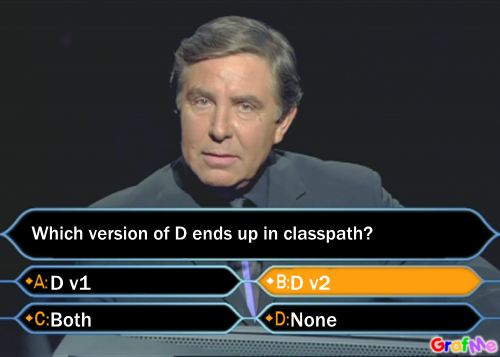 Which version of D ends up in classpath?
A: D v1
B: D v2
C: Both
D: None
GrafMe